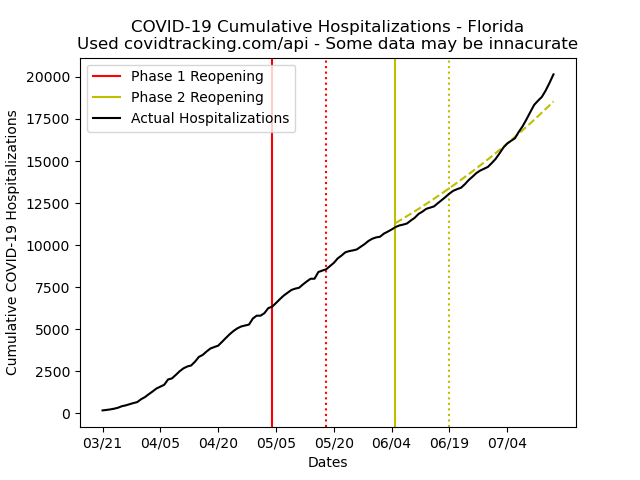 COVID-19 Cumulative Hospitalizations - Florida
Used covidtracking.com/api - Some data may be innacurate
Phase 1 Reopening
Phase 2 Reopening
Actual Hospitalizations
Cumulative COVID-19 Hospitalizations
20000
17500
15000
12500
10000
7500
5000
2500
0
03/21 04/05 04/20 05/05 05/20 06/04 06/19 07/04
Dates